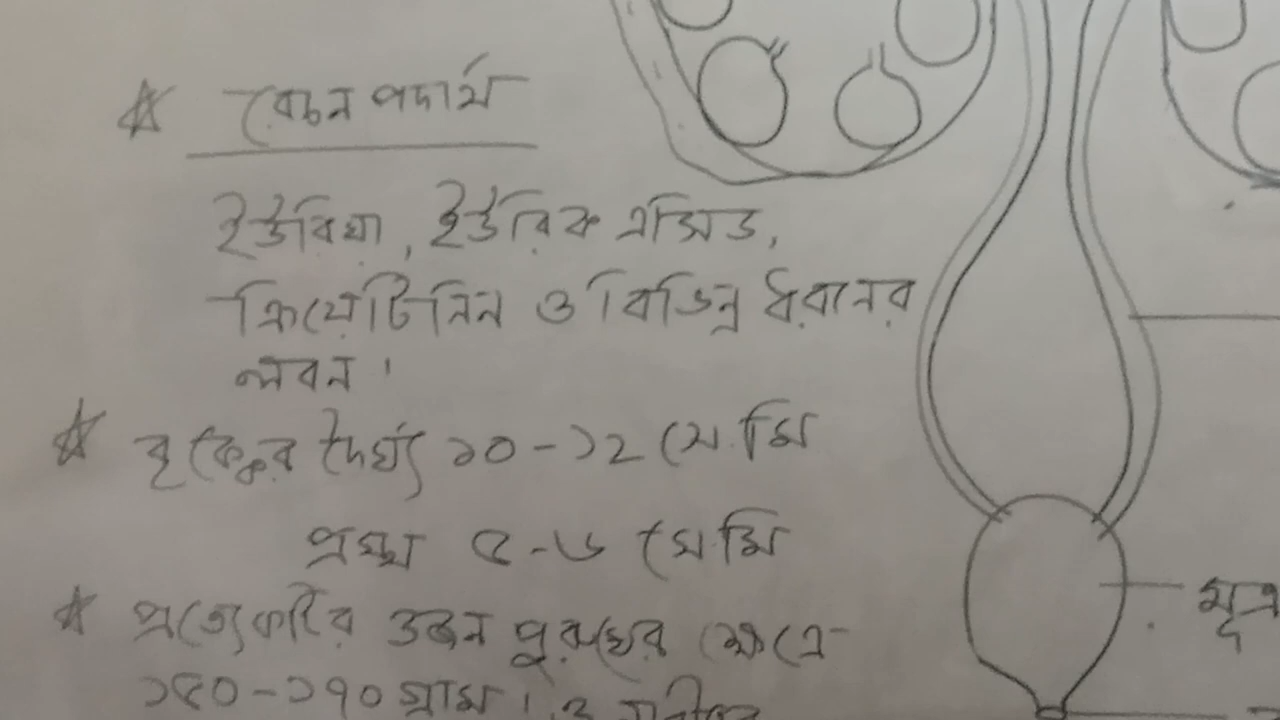 রেচন পদার্থ
ইউরিয়া, ইউরিক এসিড,
ক্রিয়েটিনিন ও বিভিন্ন ধরনের
লবন।
বৃক্কের দৈর্ঘ্য ১০-১২ সে.মি
প্রস্থ ৫-৬ সে.মি
প্রত্যেকটির ওজন পুরুষের ক্ষেত্রে
১৫০-১৭০ গ্রাম।
মূত্র